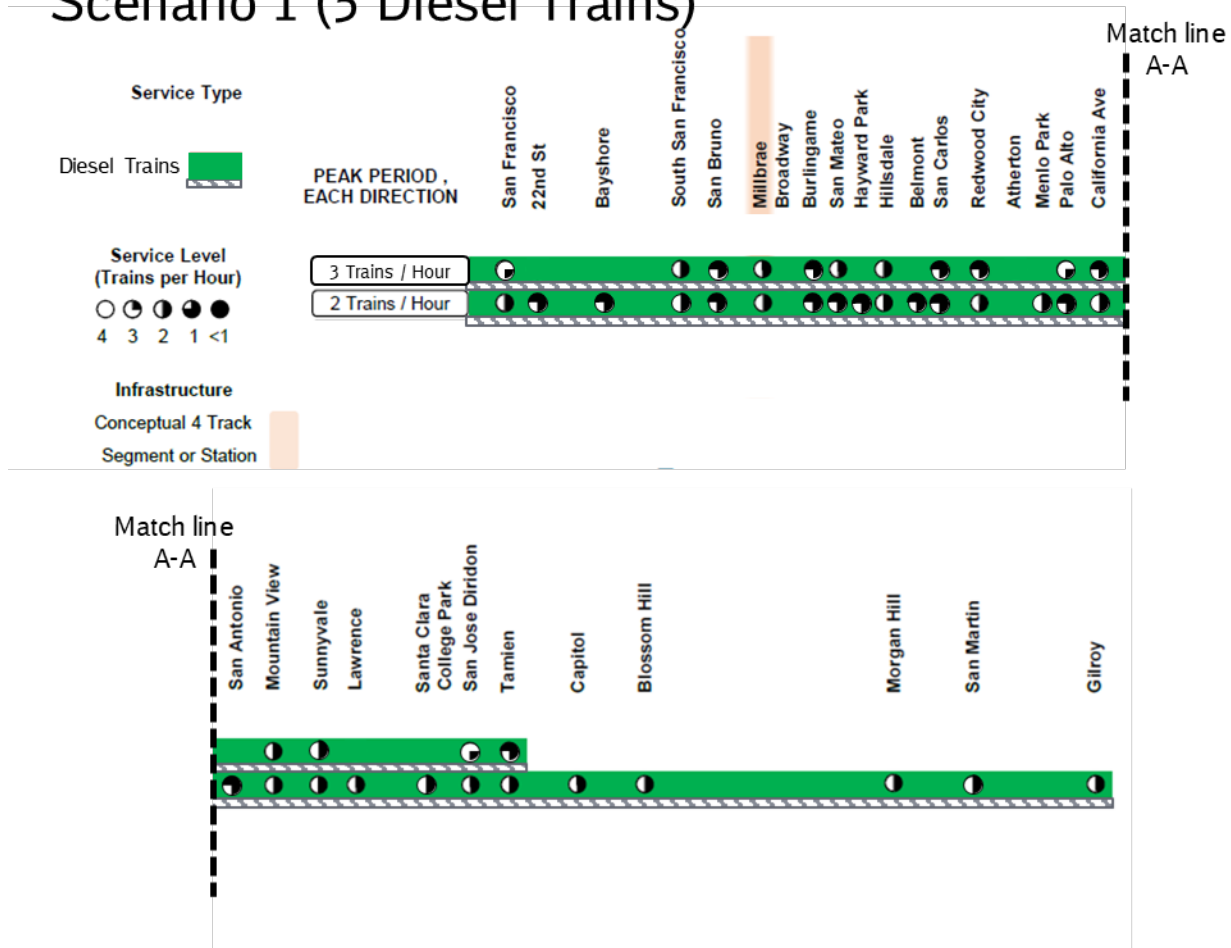 Scenario 1 (5 Diesel Trains)
Match line
A-A
Service Type
Diesel Trains
PEAK PERIOD ,
EACH DIRECTION
San Francisco
22nd St
Bayshore
South San Francisco
San Bruno
Millbrae
Broadway
Burlingame
San Mateo
Hayward Park
Hillsdale
Belmont
San Carlos
Redwood City
Atherton
Menlo Park
Palo Alto
California Ave
Service Level
(Trains per Hour)
4 3 2 1 <1
3 Trains / Hour
2 Trains / Hour
Infrastructure
Conceptual 4 Track
Segment or Station
Match line
A-A
San Antonio
Mountain View
Sunnyvale
Lawrence
Santa Clara
College Park
San Jose Diridon
Tamien
Capitol
Blossom Hill
Morgan Hill
San Martin
Gilroy